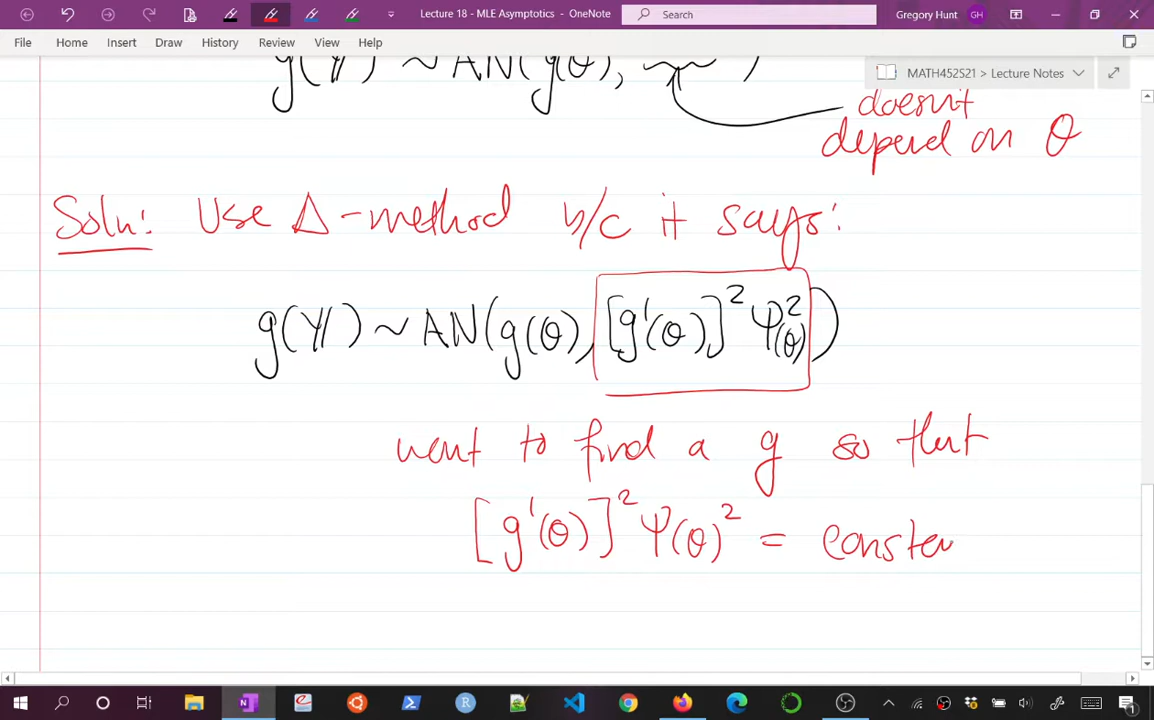 Lecture 18 - MLE Asymptotics - OneNote
Search
Gregory Hunt
GH
File Home Insert Draw History Review View Help
MATH452S21 > Lecture Notes
g(Y) ~ AN(g(θ),      )
doesn't
depend on θ
Soln: Use Δ-method b/c it says:
g(Y) ~ AN(g(θ), [g'(θ)]² Ψ²(θ))
want to find a g so that
[g'(θ)]² Ψ(θ)² = constan